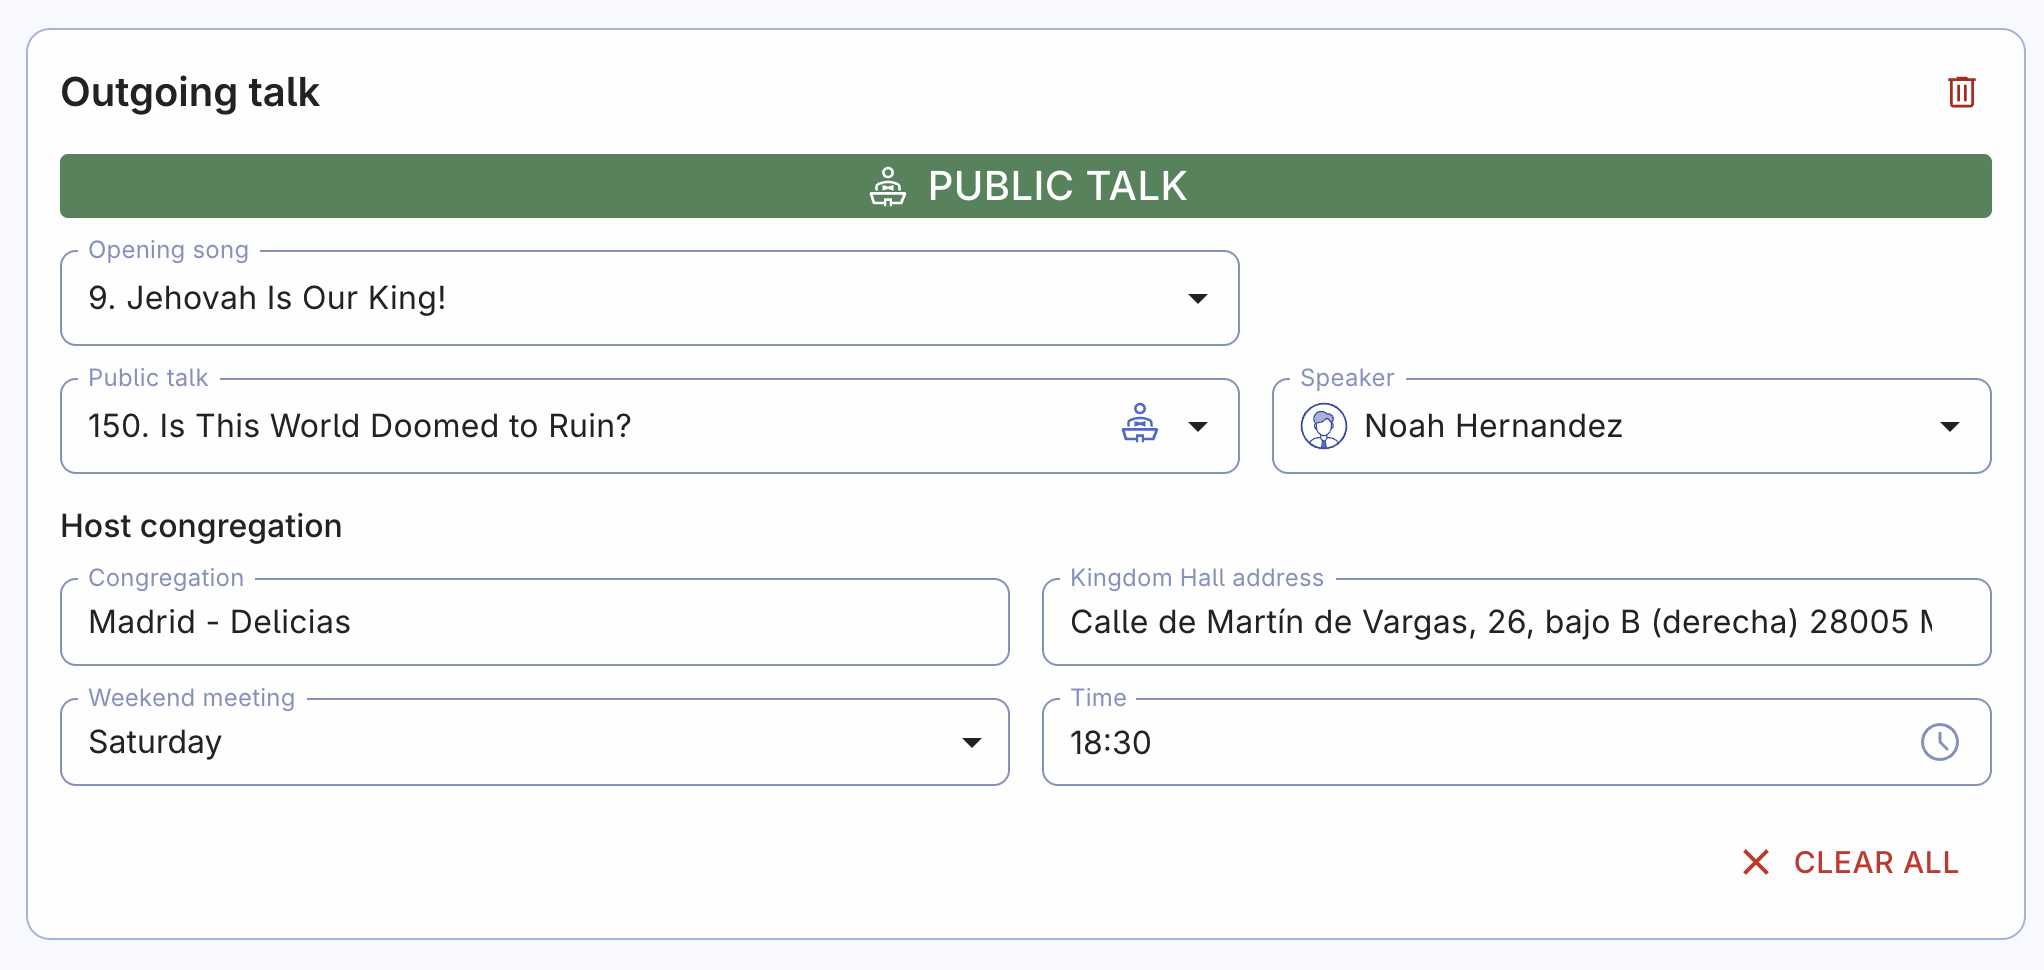 Outgoing talk
PUBLIC TALK
Opening song
9. Jehovah Is Our King!
Public talk
150. Is This World Doomed to Ruin?
Speaker
Noah Hernandez
Host congregation
Congregation
Madrid - Delicias
Kingdom Hall address
Calle de Martín de Vargas, 26, bajo B (derecha) 28005
Weekend meeting
Saturday
Time
18:30
CLEAR ALL